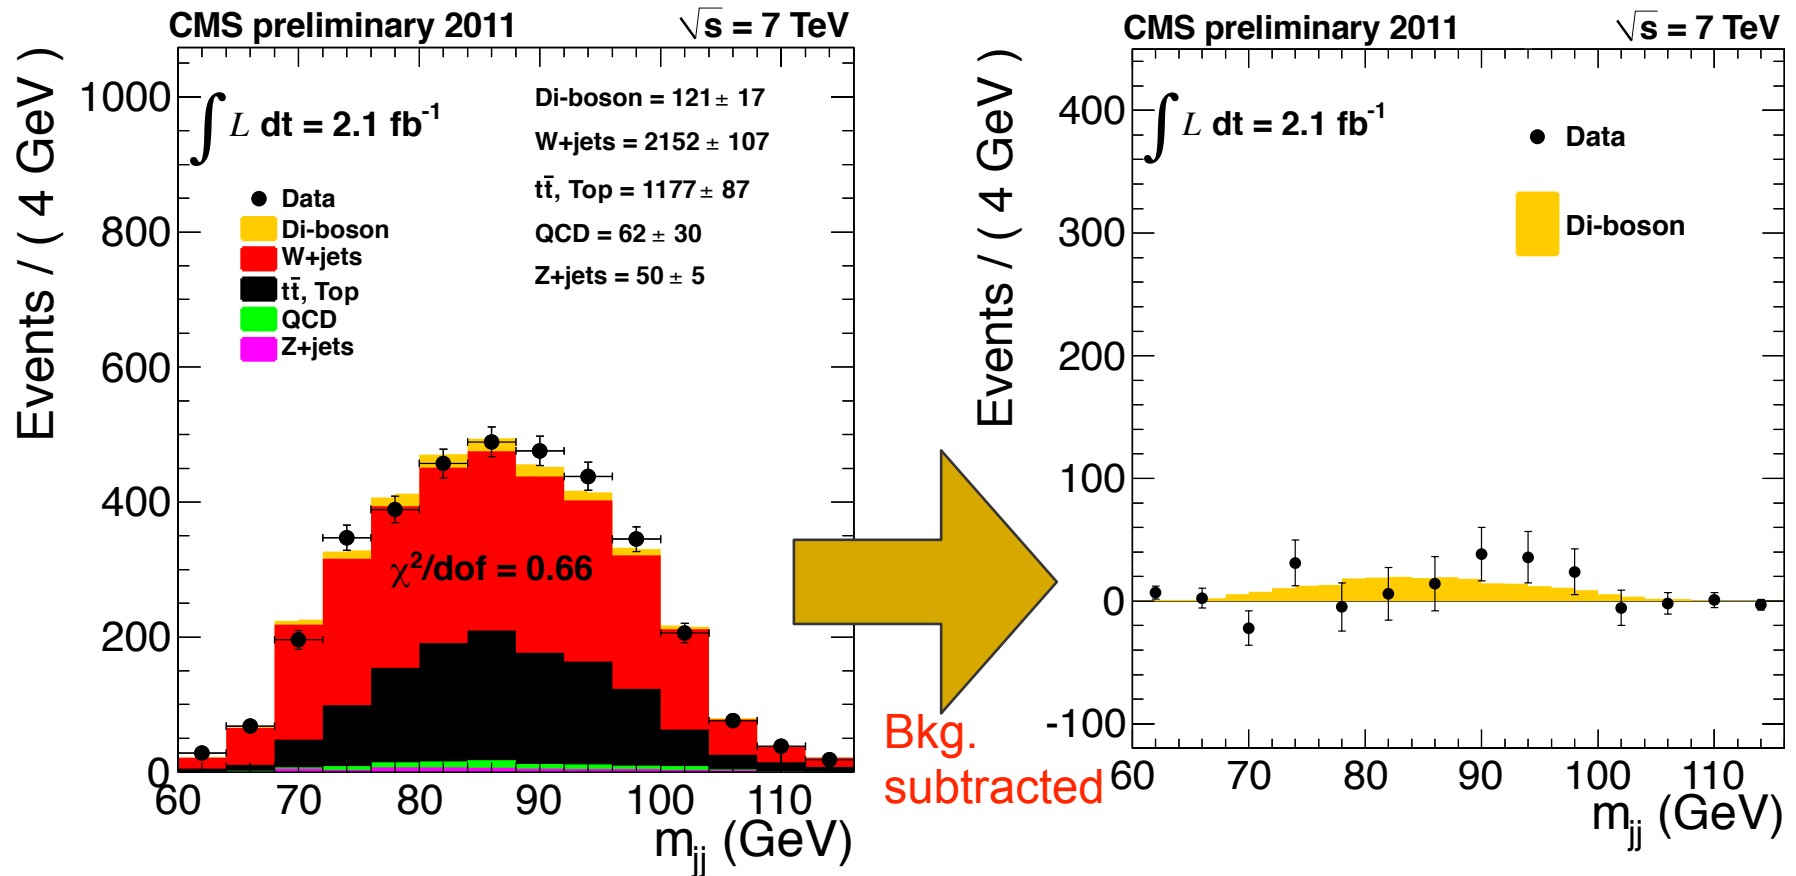 CMS preliminary 2011 √s = 7 TeV
∫ L dt = 2.1 fb⁻¹
Di-boson = 121 ± 17
W+jets = 2152 ± 107
tt̄, Top = 1177 ± 87
QCD = 62 ± 30
Z+jets = 50 ± 5
Data
Di-boson
W+jets
tt̄, Top
QCD
Z+jets
χ²/dof = 0.66
Events / ( 4 GeV )
1000
800
600
400
200
0
60 70 80 90 100 110
m_jj (GeV)
Bkg.
subtracted
CMS preliminary 2011 √s = 7 TeV
∫ L dt = 2.1 fb⁻¹
Data
Di-boson
Events / ( 4 GeV )
400
300
200
100
0
-100
60 70 80 90 100 110
m_jj (GeV)